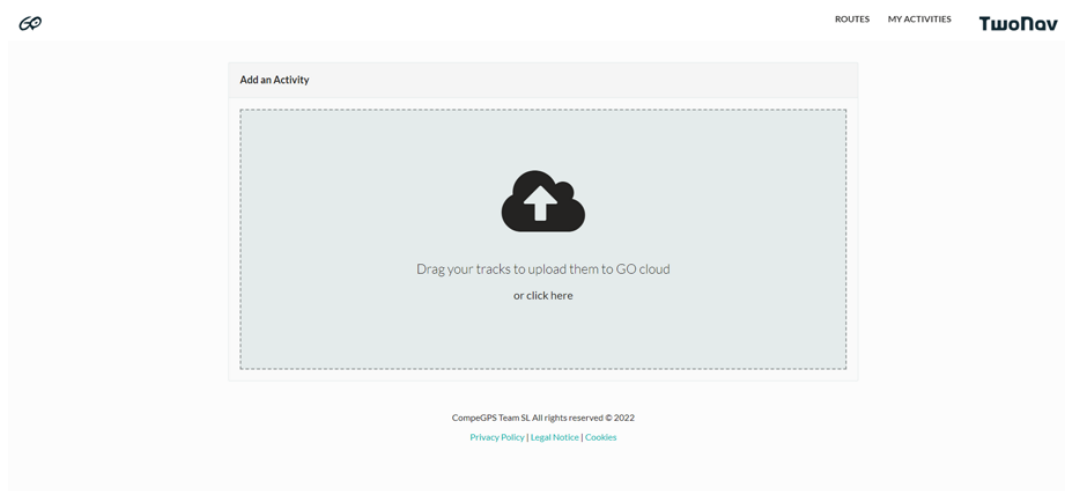 GO
ROUTES MY ACTIVITIES TwoNav
Add an Activity
Drag your tracks to upload them to GO cloud
or click here
CompeGPS Team SL All rights reserved © 2022
Privacy Policy | Legal Notice | Cookies